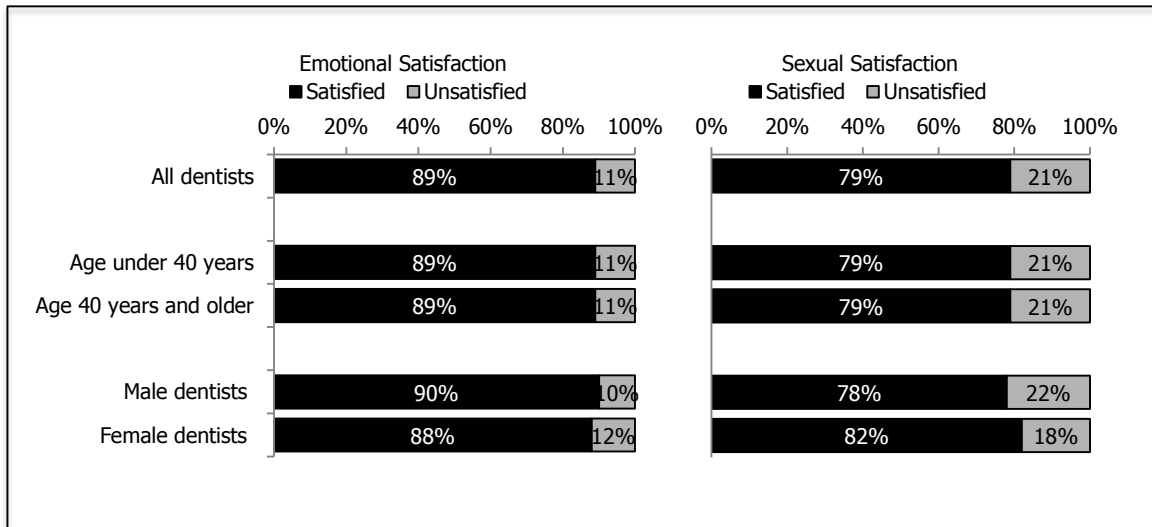 Emotional Satisfaction
Satisfied Unsatisfied
0% 20% 40% 60% 80% 100%
Sexual Satisfaction
Satisfied Unsatisfied
0% 20% 40% 60% 80% 100%
All dentists 89% 11% 79% 21%
Age under 40 years 89% 11% 79% 21%
Age 40 years and older 89% 11% 79% 21%
Male dentists 90% 10% 78% 22%
Female dentists 88% 12% 82% 18%